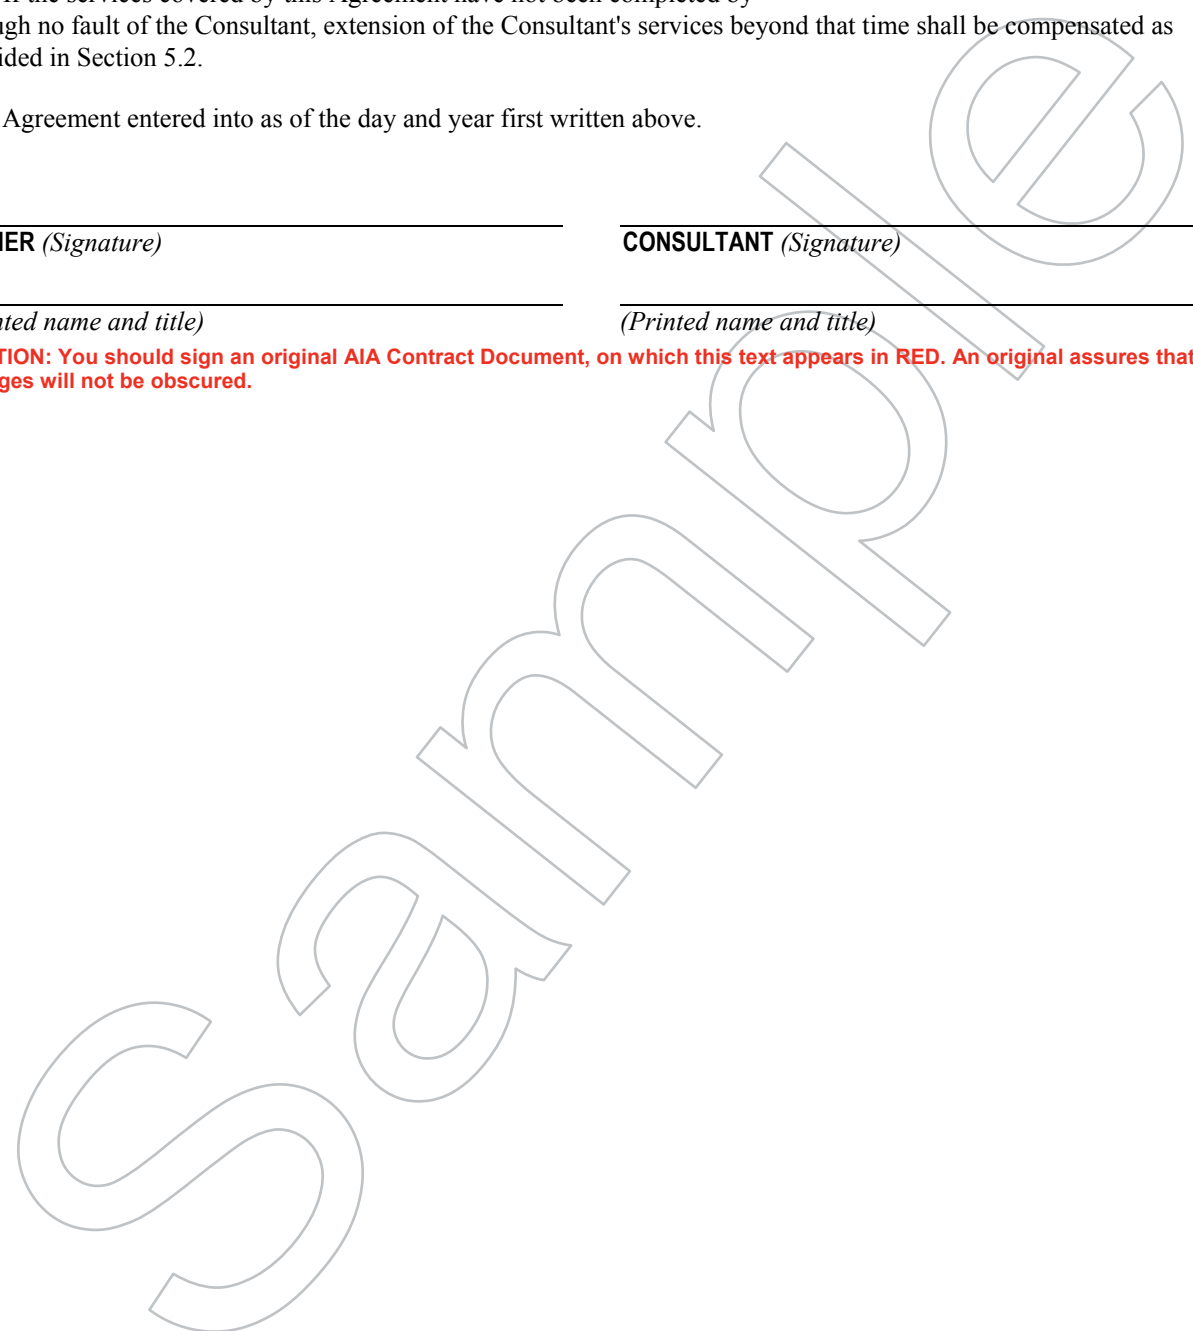 If the services covered by this Agreement have not been completed by
ugh no fault of the Consultant, extension of the Consultant's services beyond that time shall be compensated as
ided in Section 5.2.
Agreement entered into as of the day and year first written above.
IER (Signature)
CONSULTANT (Signature)
nted name and title)
(Printed name and title)
TION: You should sign an original AIA Contract Document, on which this text appears in RED. An original assures that
ges will not be obscured.
Sample